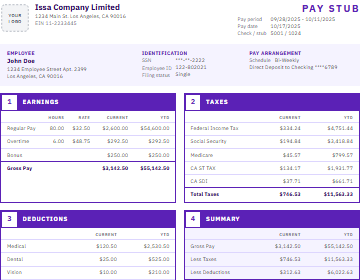 YOUR LOGO
Issa Company Limited
1234 Main St. Los Angeles, CA. 90016
EIN 11-2233445
PAY STUB
Pay period 09/28/2025 - 10/11/2025
Pay date 10/17/2025
Check / stub 5001 / 1024
EMPLOYEE
John Doe
1234 Employee Street Apt. 2399
Los Angeles, CA 90016
IDENTIFICATION
SSN ***-**-2222
Employee ID 122-802021
Filing status Single
PAY ARRANGEMENT
Schedule Bi-Weekly
Direct Deposit to Checking ****6789
1 EARNINGS
HOURS RATE CURRENT YTD
Regular Pay 80.00 $32.50 $2,600.00 $54,600.00
Overtime 6.00 $48.75 $292.50 $292.50
Bonus $250.00 $250.00
Gross Pay $3,142.50 $55,142.50
2 TAXES
CURRENT YTD
Federal Income Tax $334.24 $4,751.44
Social Security $194.84 $3,418.84
Medicare $45.57 $799.57
CA ST TAX $134.17 $1,931.77
CA SDI $37.71 $661.71
Total Taxes $746.53 $11,563.33
3 DEDUCTIONS
CURRENT YTD
Medical $120.50 $2,530.50
Dental $25.00 $525.00
Vision $10.00 $210.00
4 SUMMARY
CURRENT YTD
Gross Pay $3,142.50 $55,142.50
Less Taxes $746.53 $11,563.33
Less Deductions $312.63 $6,022.63